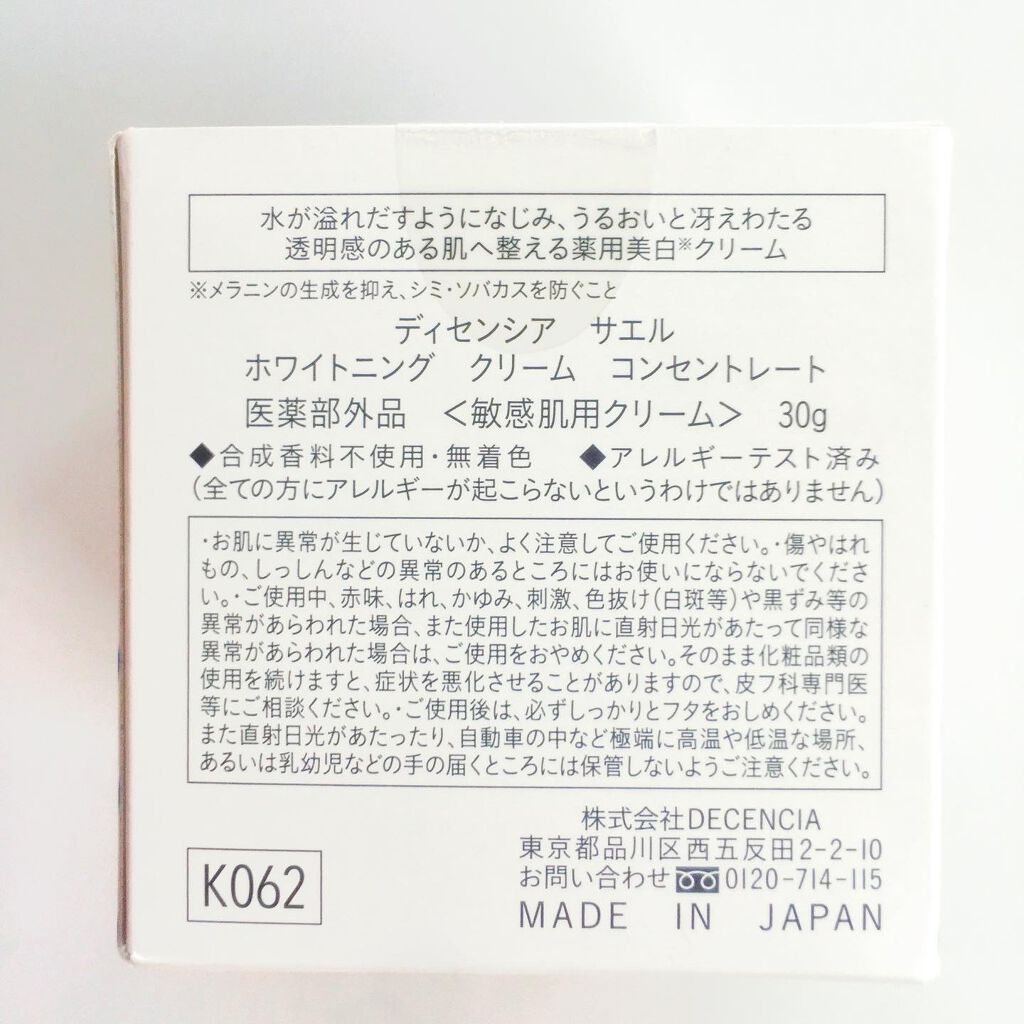 水が溢れだすようになじみ、うるおいと冴えわたる
透明感のある肌へ整える薬用美白※クリーム
※メラニンの生成を抑え、シミ・ソバカスを防ぐこと
ディセンシア　サエル
ホワイトニング　クリーム　コンセントレート
医薬部外品　＜敏感肌用クリーム＞　30g
◆合成香料不使用・無着色　◆アレルギーテスト済み
（全ての方にアレルギーが起こらないというわけではありません）
・お肌に異常が生じていないか、よく注意してご使用ください。・傷やはれ
もの、しっしんなどの異常のあるところにはお使いにならないでくださ
い。・ご使用中、赤味、はれ、かゆみ、刺激、色抜け（白斑等）や黒ずみ等の
異常があらわれた場合、また使用したお肌に直射日光があたって同様な
異常があらわれた場合は、ご使用をおやめください。そのまま化粧品類の
使用を続けますと、症状を悪化させることがありますので、皮フ科専門医
等にご相談ください。・ご使用後は、必ずしっかりとフタをおしめください。
また直射日光があたったり、自動車の中など極端に高温や低温な場所、
あるいは乳幼児などの手の届くところには保管しないようご注意ください。
株式会社DECENCIA
東京都品川区西五反田2-2-10
お問い合わせ 0120-714-115
K062
MADE IN JAPAN